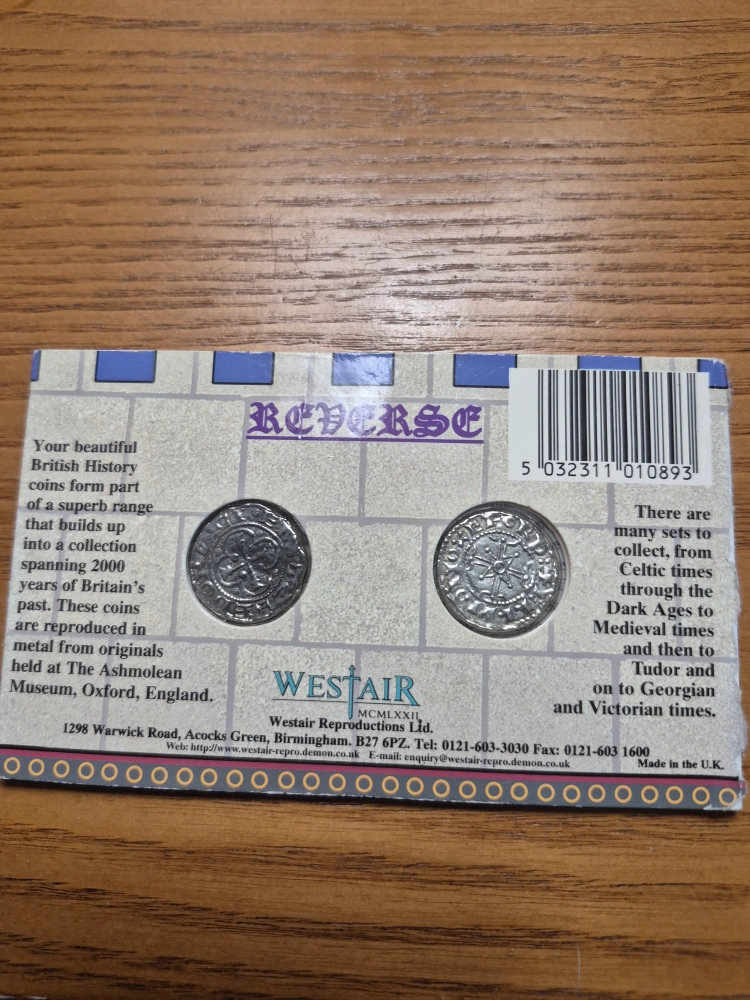 REVERSE
5 032311 010893
Your beautiful
British History
coins form part
of a superb range
that builds up
into a collection
spanning 2000
years of Britain's
past. These coins
are reproduced in
metal from originals
held at The Ashmolean
Museum, Oxford, England.
There are
many sets to
collect, from
Celtic times
through the
Dark Ages to
Medieval times
and then to
Tudor and
on to Georgian
and Victorian times.
WESTAIR
MCMLXXII
Westair Reproductions Ltd.
1298 Warwick Road, Acocks Green, Birmingham. B27 6PZ. Tel: 0121-603-3030 Fax: 0121-603 1600
Web: http://www.westair-repro.demon.co.uk E-mail: enquiry@westair-repro.demon.co.uk
Made in the U.K.